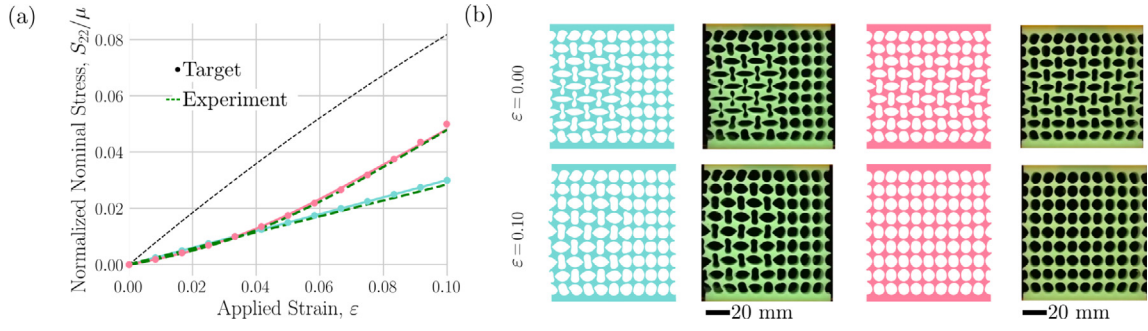 (a)
Normalized Nominal Stress, S₂₂/μ
0.08
0.06
0.04
0.02
0.00
Target
Experiment
0.00 0.02 0.04 0.06 0.08 0.10
Applied Strain, ε
(b)
ε = 0.00
ε = 0.10
20 mm
20 mm